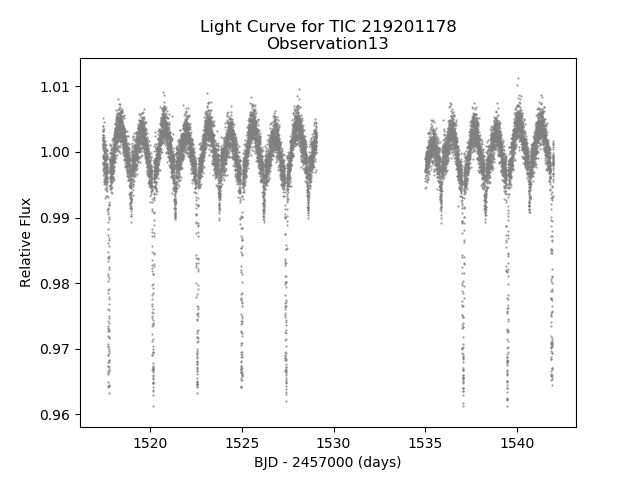 Light Curve for TIC 219201178
Observation13
1.01
1.00
0.99
0.98
0.97
0.96
Relative Flux
1520
1525
1530
1535
1540
BJD - 2457000 (days)